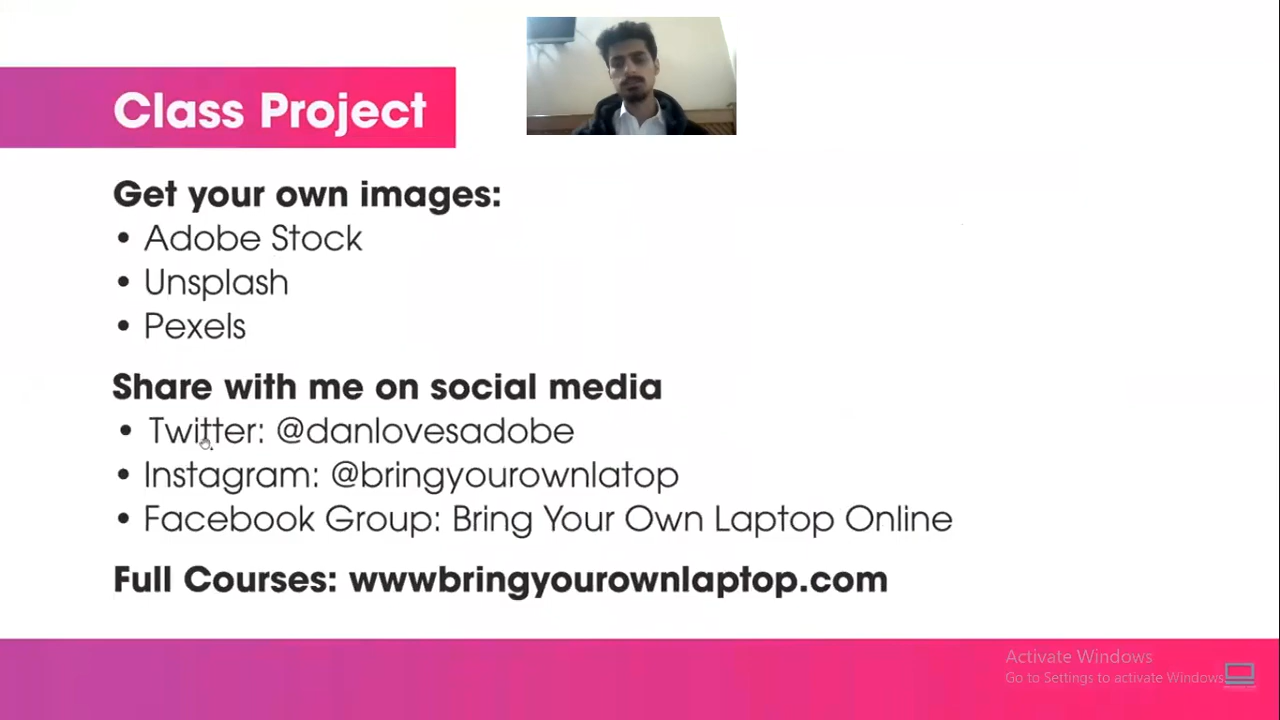 Class Project
Get your own images:
• Adobe Stock
• Unsplash
• Pexels
Share with me on social media
• Twitter: @danlovesadobe
• Instagram: @bringyourownlatop
• Facebook Group: Bring Your Own Laptop Online
Full Courses: wwwbringyourownlaptop.com
Activate Windows
Go to Settings to activate Windows